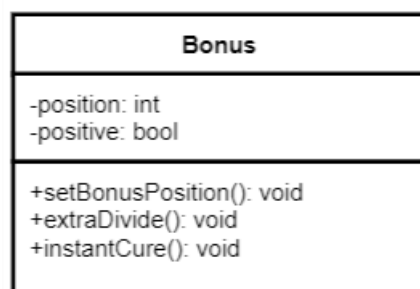 Bonus
-position: int
-positive: bool
+setBonusPosition(): void
+extraDivide(): void
+instantCure(): void